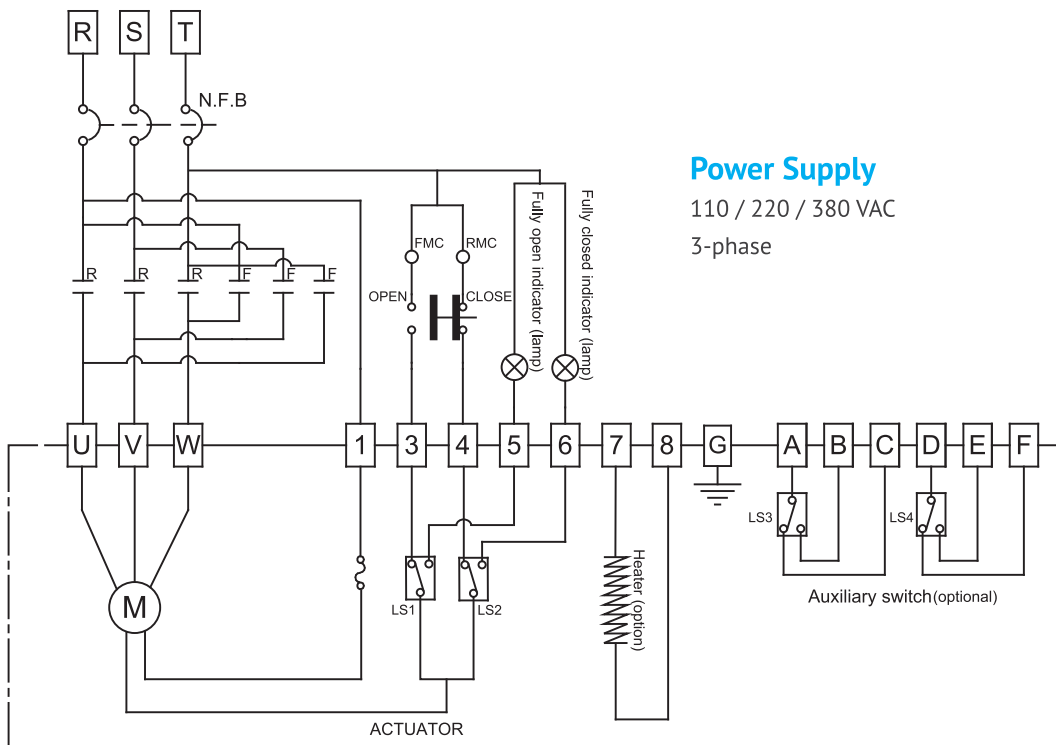 R S T
N.F.B
Power Supply
110 / 220 / 380 VAC
3-phase
Fully open indicator (lamp)
Fully closed indicator (lamp)
FMC RMC
R R R F F F
OPEN CLOSE
U V W 1 3 4 5 6 7 8 G A B C D E F
LS3 LS4
Heater (option)
Auxiliary switch(optional)
M
LS1 LS2
ACTUATOR